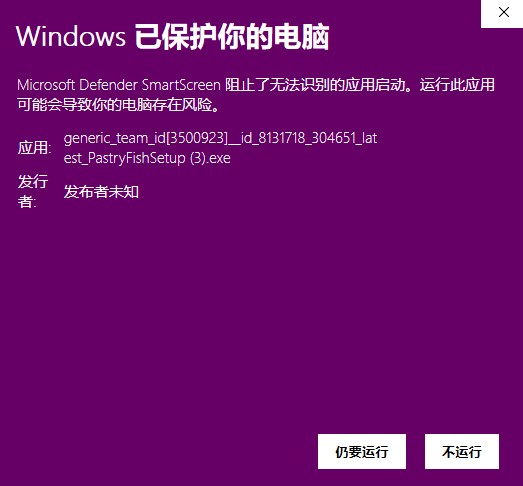 Windows 已保护你的电脑
Microsoft Defender SmartScreen 阻止了无法识别的应用启动。运行此应用
可能会导致你的电脑存在风险。
应用: generic_team_id[3500923]__id_8131718_304651_lat
est_PastryFishSetup (3).exe
发行
者: 发布者未知
仍要运行 不运行